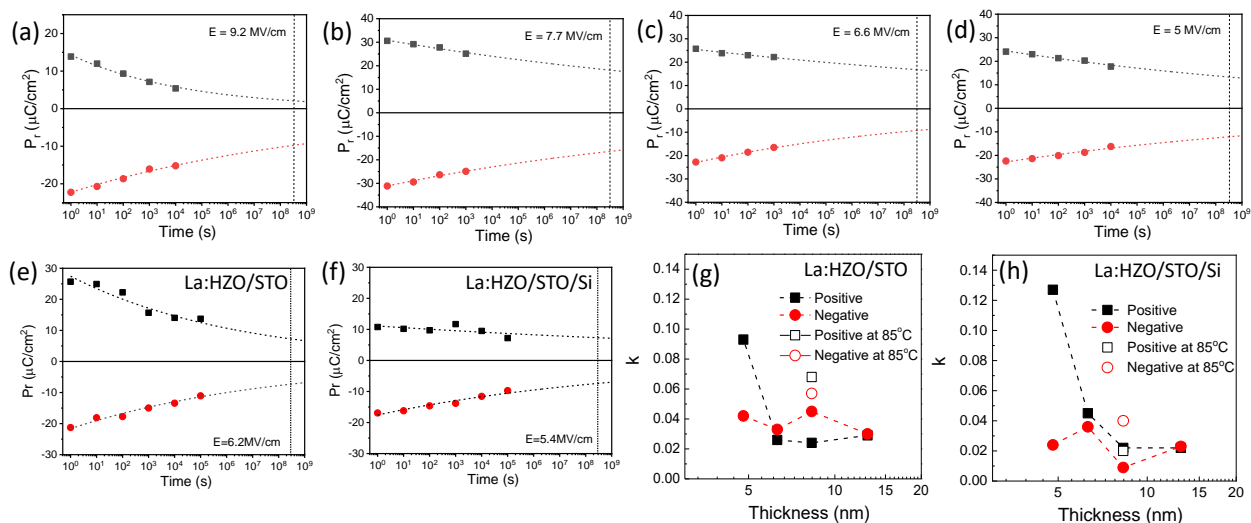 (a)
E = 9.2 MV/cm
20
10
0
-10
-20
Pr (μC/cm²)
10⁰ 10¹ 10² 10³ 10⁴ 10⁵ 10⁶ 10⁷ 10⁸ 10⁹
Time (s)
(b)
E = 7.7 MV/cm
40
30
20
10
0
-10
-20
-30
-40
Pr (μC/cm²)
10⁰ 10¹ 10² 10³ 10⁴ 10⁵ 10⁶ 10⁷ 10⁸ 10⁹
Time (s)
(c)
E = 6.6 MV/cm
40
30
20
10
0
-10
-20
-30
-40
Pr (μC/cm²)
10⁰ 10¹ 10² 10³ 10⁴ 10⁵ 10⁶ 10⁷ 10⁸ 10⁹
Time (s)
(d)
E = 5 MV/cm
40
30
20
10
0
-10
-20
-30
-40
Pr (μC/cm²)
10⁰ 10¹ 10² 10³ 10⁴ 10⁵ 10⁶ 10⁷ 10⁸ 10⁹
Time (s)
(e)
La:HZO/STO
30
20
10
0
-10
-20
-30
Pr (μC/cm²)
E=6.2MV/cm
10⁰ 10¹ 10² 10³ 10⁴ 10⁵ 10⁶ 10⁷ 10⁸ 10⁹
Time (s)
(f)
La:HZO/STO/Si
30
20
10
0
-10
-20
-30
Pr (μC/cm²)
E=5.4MV/cm
10⁰ 10¹ 10² 10³ 10⁴ 10⁵ 10⁶ 10⁷ 10⁸ 10⁹
Time (s)
(g)
La:HZO/STO
Positive
Negative
Positive at 85°C
Negative at 85°C
0.14
0.12
0.10
0.08
0.06
0.04
0.02
0.00
k
5 10 15 20
Thickness (nm)
(h)
La:HZO/STO/Si
Positive
Negative
Positive at 85°C
Negative at 85°C
0.14
0.12
0.10
0.08
0.06
0.04
0.02
0.00
k
5 10 15 20
Thickness (nm)